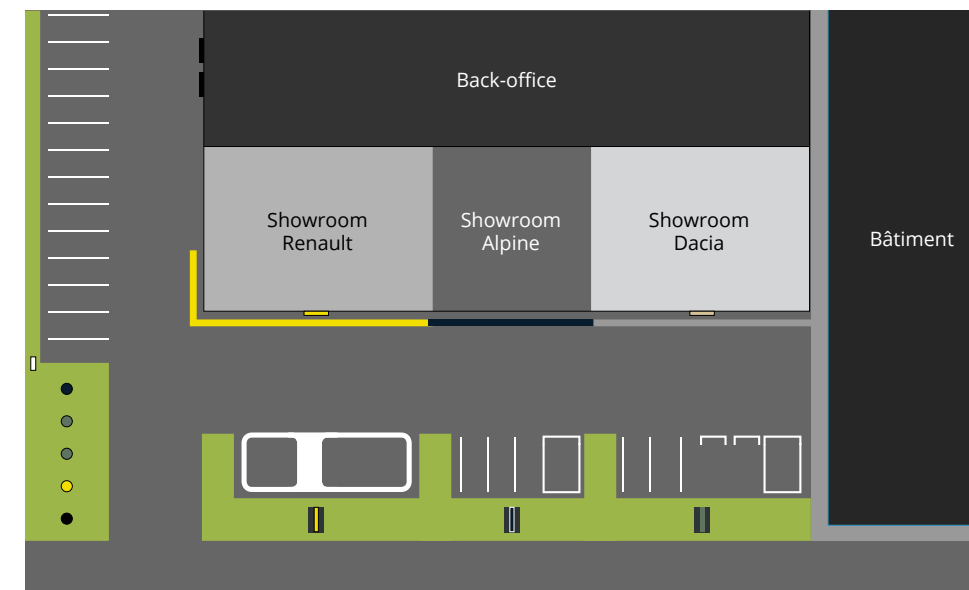 Back-office
Showroom
Renault
Showroom
Alpine
Showroom
Dacia
Bâtiment